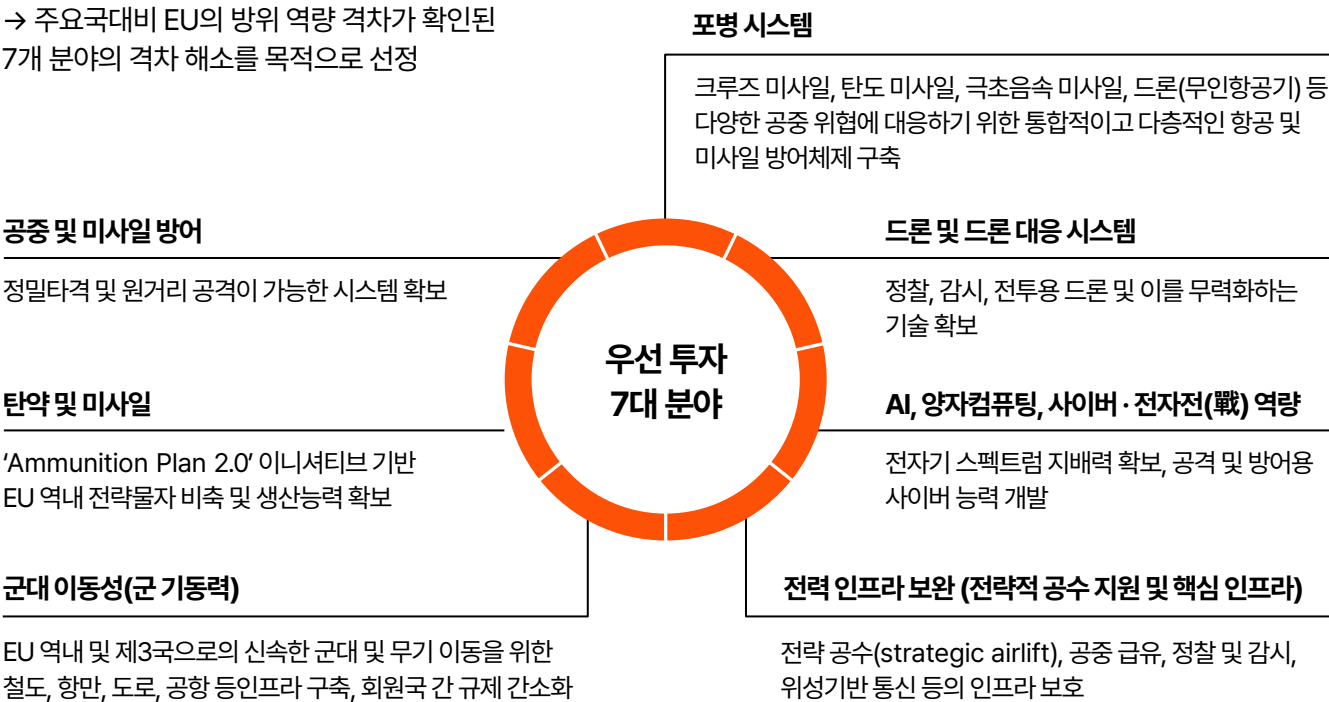 → 주요국대비 EU의 방위 역량 격차가 확인된
7개 분야의 격차 해소를 목적으로 선정
포병 시스템
크루즈 미사일, 탄도 미사일, 극초음속 미사일, 드론(무인항공기) 등
다양한 공중 위협에 대응하기 위한 통합적이고 다층적인 항공 및
미사일 방어체제 구축
공중 및 미사일 방어
정밀타격 및 원거리 공격이 가능한 시스템 확보
드론 및 드론 대응 시스템
정찰, 감시, 전투용 드론 및 이를 무력화하는
기술 확보
우선 투자
7대 분야
탄약 및 미사일
‘Ammunition Plan 2.0’ 이니셔티브 기반
EU 역내 전략물자 비축 및 생산능력 확보
AI, 양자컴퓨팅, 사이버 · 전자전(戰) 역량
전자기 스펙트럼 지배력 확보, 공격 및 방어용
사이버 능력 개발
군대 이동성(군 기동력)
EU 역내 및 제3국으로의 신속한 군대 및 무기 이동을 위한
철도, 항만, 도로, 공항 등인프라 구축, 회원국 간 규제 간소화
전력 인프라 보완 (전략적 공수 지원 및 핵심 인프라)
전략 공수(strategic airlift), 공중 급유, 정찰 및 감시,
위성기반 통신 등의 인프라 보호